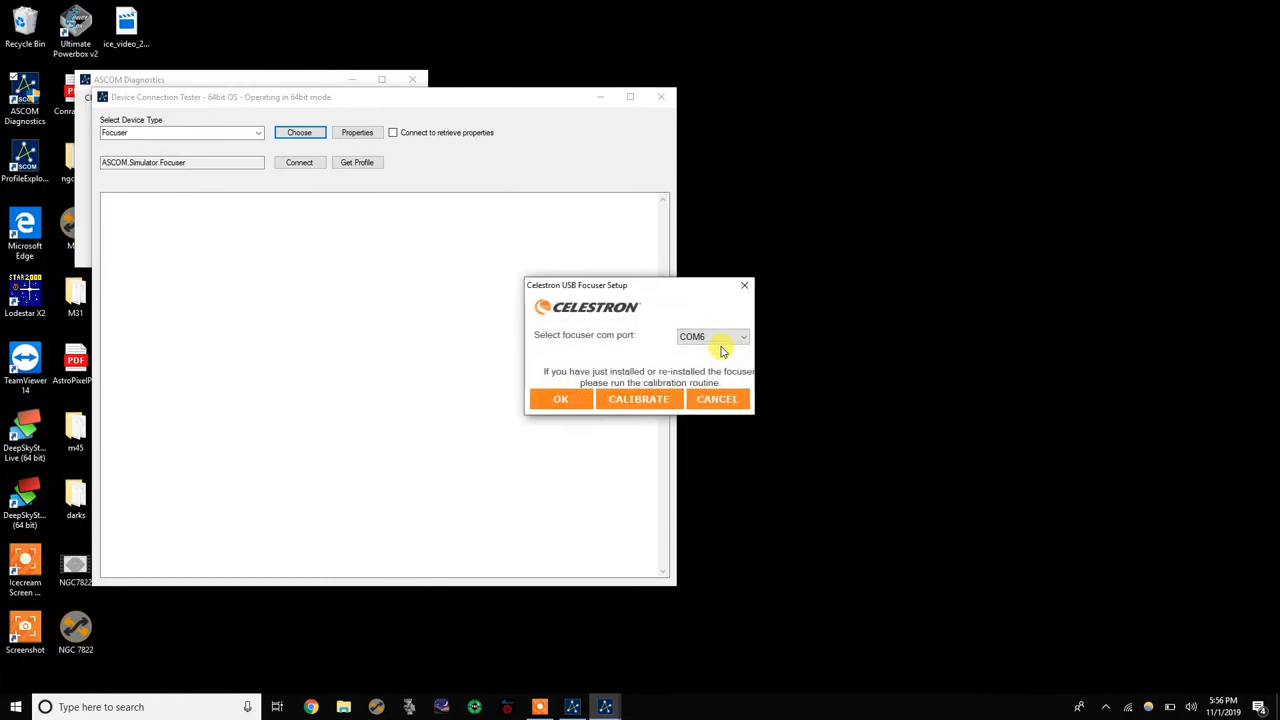 Recycle Bin
Ultimate
Powerbox v2
ice_video_2...
ASCOM
Diagnostics
ProfileExplo...
Microsoft
Edge
Lodestar X2
M31
TeamViewer
14
AstroPixelP...
DeepSkySt...
Live (64 bit)
m45
DeepSkySt...
(64 bit)
darks
Icecream
Screen ...
NGC7822
Screenshot
NGC 7822
ASCOM Diagnostics
Device Connection Tester - 64bit OS - Operating in 64bit mode
Select Device Type
Focuser
Choose
Properties
Connect to retrieve properties
ASCOM.Simulator.Focuser
Connect
Get Profile
Celestron USB Focuser Setup
CELESTRON
Select focuser com port:
COM6
If you have just installed or re-installed the focuser
please run the calibration routine.
OK
CALIBRATE
CANCEL
Type here to search
5:56 PM
11/1/2019